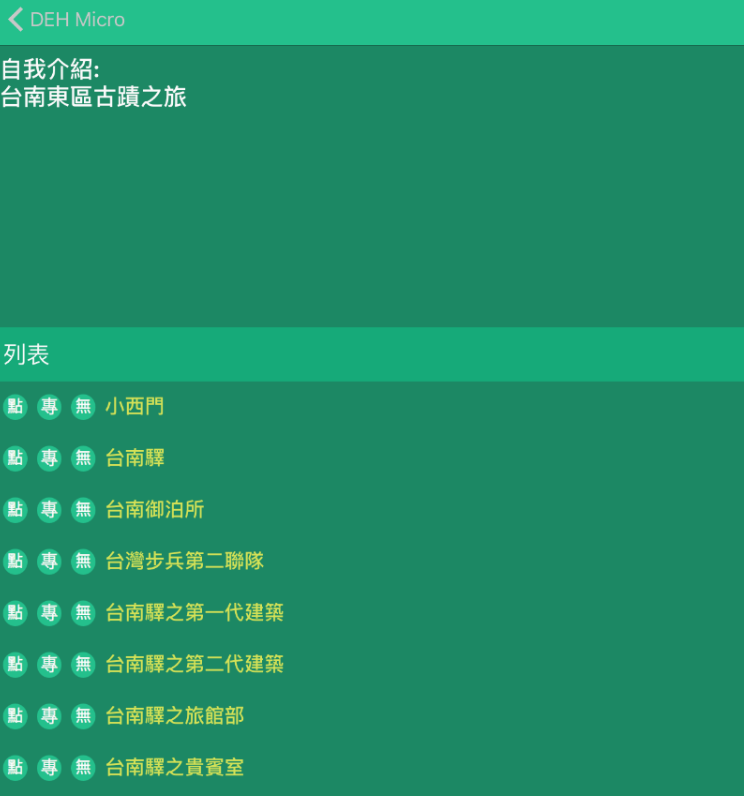 DEH Micro
自我介紹:
台南東區古蹟之旅
列表
點 專 無 小西門
點 專 無 台南驛
點 專 無 台南御泊所
點 專 無 台灣步兵第二聯隊
點 專 無 台南驛之第一代建築
點 專 無 台南驛之第二代建築
點 專 無 台南驛之旅館部
點 專 無 台南驛之貴賓室